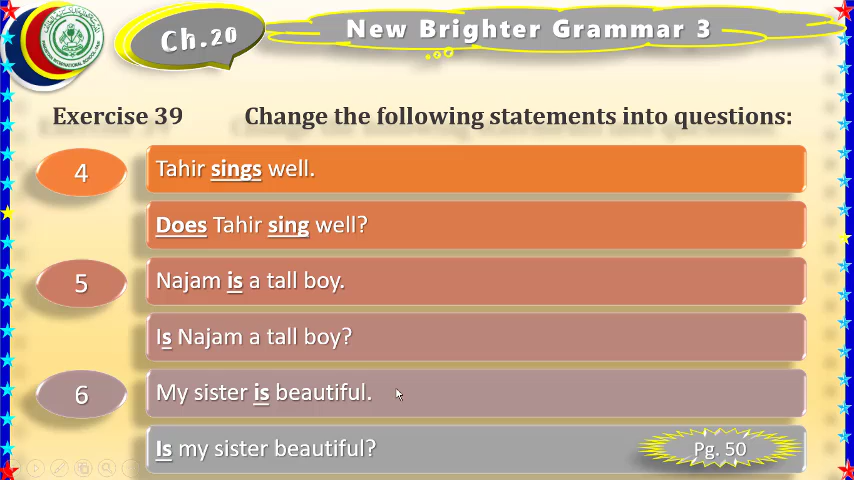 Ch.20
New Brighter Grammar 3
Exercise 39 Change the following statements into questions:
4 Tahir sings well.
Does Tahir sing well?
5 Najam is a tall boy.
Is Najam a tall boy?
6 My sister is beautiful.
Is my sister beautiful?
Pg. 50